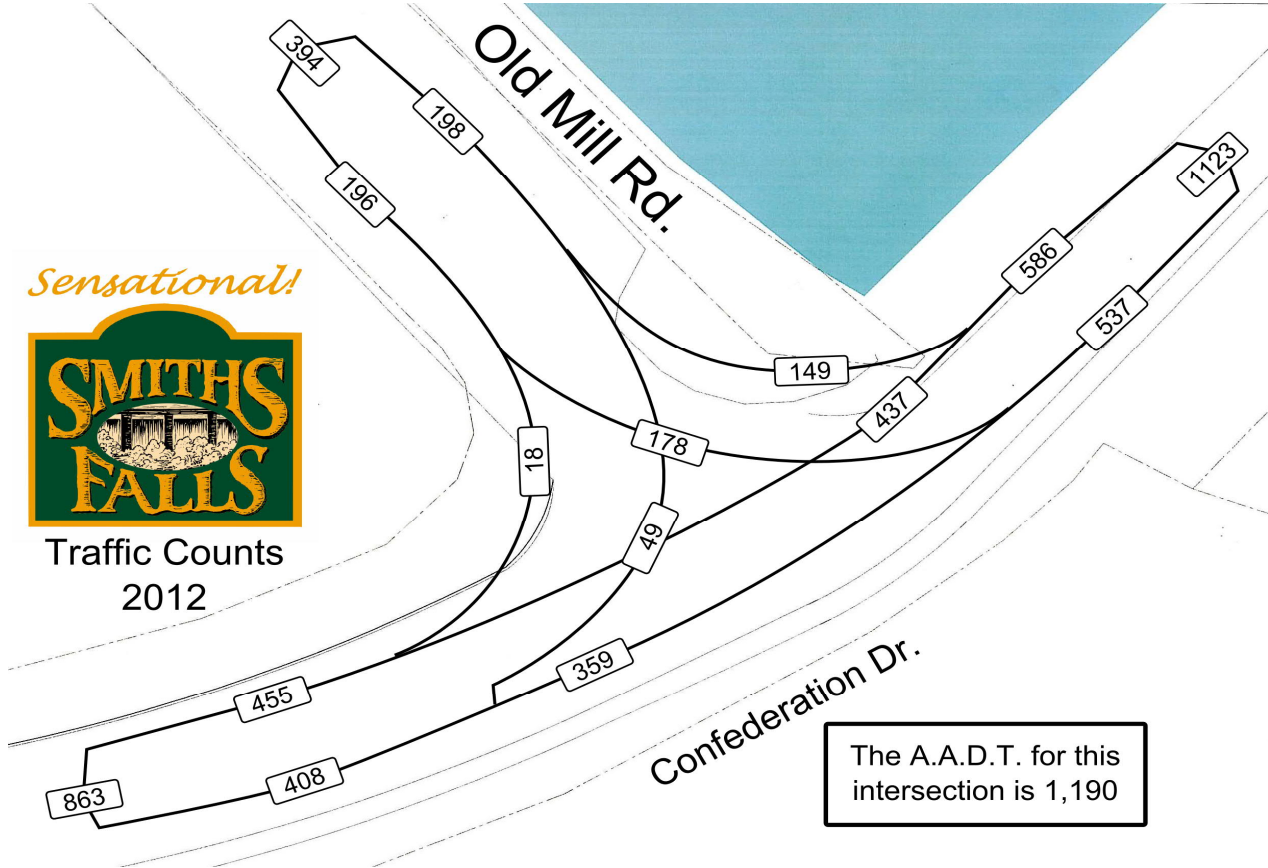 Old Mill Rd.
394
198
196
1123
586
537
149
437
178
18
49
359
455
408
863
Sensational!
SMITHS
FALLS
Traffic Counts
2012
Confederation Dr.
The A.A.D.T. for this
intersection is 1,190